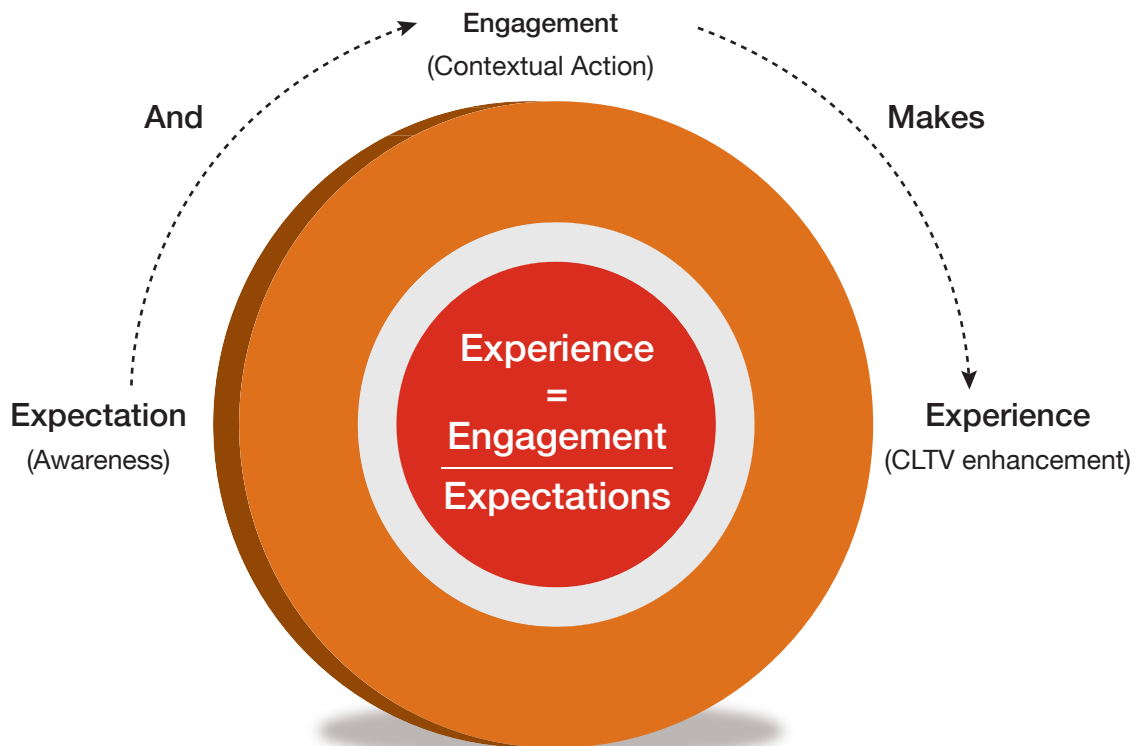 Engagement
(Contextual Action)
And
Makes
Expectation
(Awareness)
Experience
=
Engagement
Expectations
Experience
(CLTV enhancement)